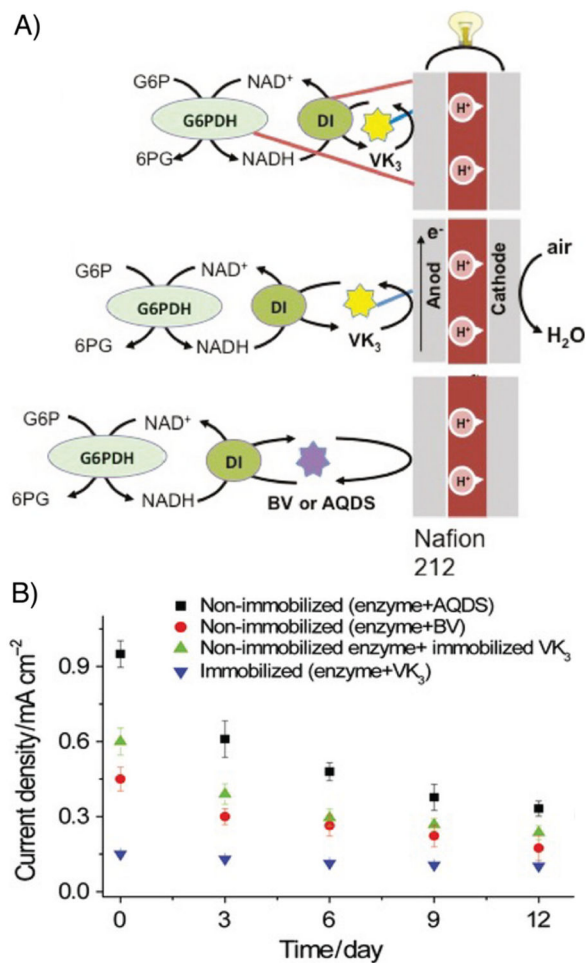 A)
G6P
NAD⁺
G6PDH
DI
6PG
NADH
VK₃
H⁺
H⁺
G6P
NAD⁺
G6PDH
DI
6PG
NADH
VK₃
e⁻
Anod
H⁺
H⁺
Cathode
air
H₂O
G6P
NAD⁺
G6PDH
DI
6PG
NADH
BV or AQDS
H⁺
H⁺
Nafion
212
B)
Non-immobilized (enzyme+AQDS)
Non-immobilized (enzyme+BV)
Non-immobilized enzyme+ immobilized VK₃
Immobilized (enzyme+VK₃)
Current density/mA cm⁻²
0.9
0.6
0.3
0.0
0 3 6 9 12
Time/day